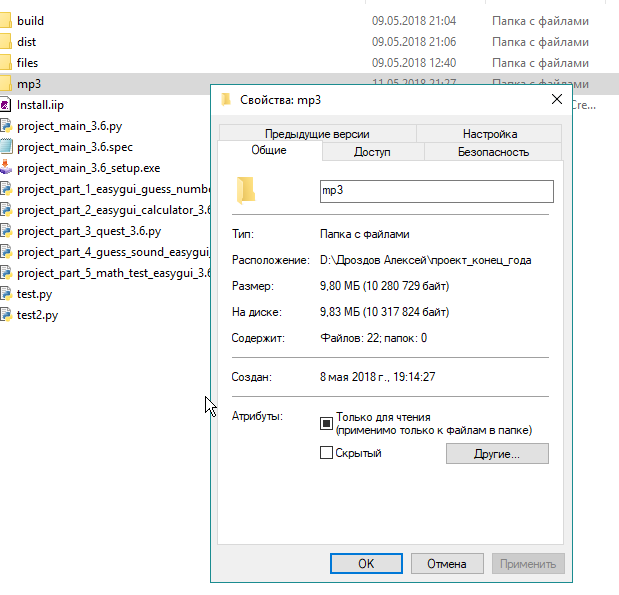 build 09.05.2018 21:04 Папка с файлами
dist 09.05.2018 21:06 Папка с файлами
files 09.05.2018 12:40 Папка с файлами
mp3 11.05.2018 21:27 Папка с файлами
Install.iip Cre...
project_main_3.6.py
project_main_3.6.spec
project_main_3.6_setup.exe
project_part_1_easygui_guess_numbe
project_part_2_easygui_calculator_3.6
project_part_3_quest_3.6.py
project_part_4_guess_sound_easygui_
project_part_5_math_test_easygui_3.6
test.py
test2.py
Свойства: mp3
Предыдущие версии Настройка
Общие Доступ Безопасность
mp3
Тип: Папка с файлами
Расположение: D:\Дроздов Алексей\проект_конец_года
Размер: 9,80 МБ (10 280 729 байт)
На диске: 9,83 МБ (10 317 824 байт)
Содержит: Файлов: 22; папок: 0
Создан: 8 мая 2018 г., 19:14:27
Атрибуты: Только для чтения
(применимо только к файлам в папке)
Скрытый Другие...
OK Отмена Применить